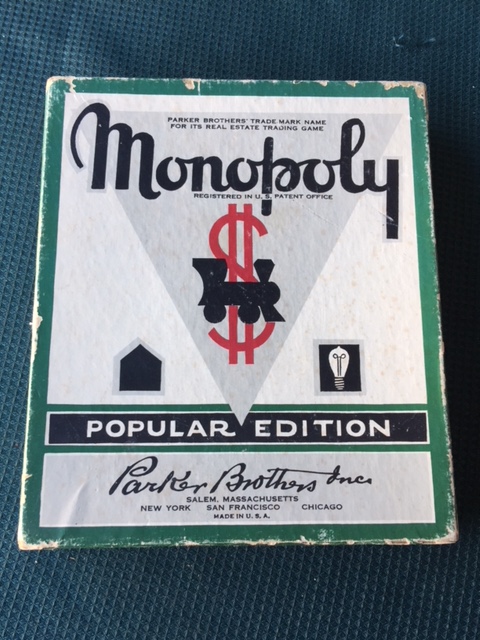 PARKER BROTHERS' TRADE MARK NAME
FOR ITS REAL ESTATE TRADING GAME
Monopoly
REGISTERED IN U. S. PATENT OFFICE
$
POPULAR EDITION
Parker Brothers Inc.
SALEM, MASSACHUSETTS
NEW YORK SAN FRANCISCO CHICAGO
MADE IN U. S. A.